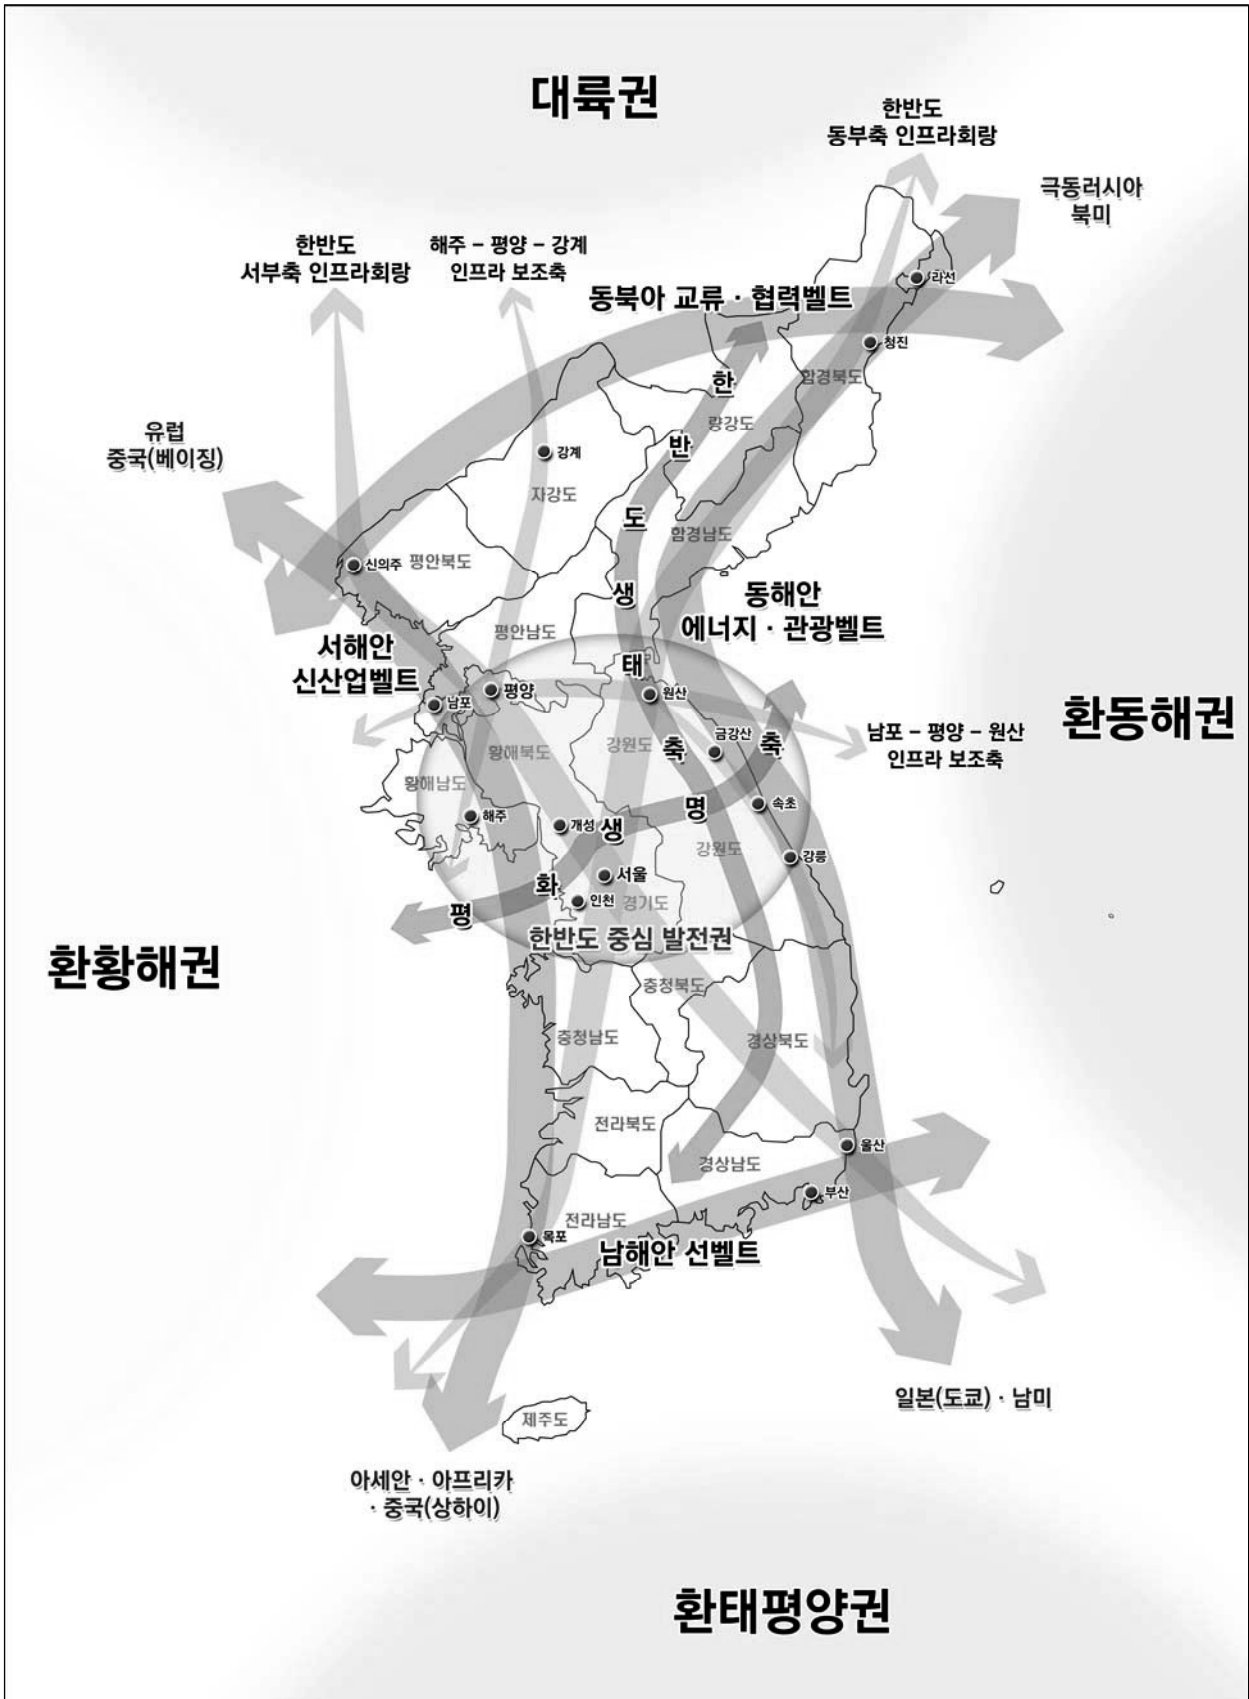 대륙권
한반도
동부축 인프라회랑
극동러시아
북미
한반도
서부축 인프라회랑
해주 – 평양 – 강계
인프라 보조축
동북아 교류 · 협력벨트
라선
청진
함경북도
한
량강도
반
유럽
중국(베이징)
강계
자강도
도
함경남도
신의주
평안북도
생
동해안
에너지 · 관광벨트
평안남도
서해안
신산업벨트
태
평양
원산
남포
환동해권
금강산
강원도
축
축
황해북도
남포 – 평양 – 원산
인프라 보조축
황해남도
해주
명
속초
개성
생
강원도
강릉
서울
화
인천
경기도
평
한반도 중심 발전권
환황해권
충청북도
충청남도
경상북도
전라북도
울산
경상남도
부산
전라남도
목포
남해안 선벨트
일본(도쿄) · 남미
제주도
아세안 · 아프리카
· 중국(상하이)
환태평양권